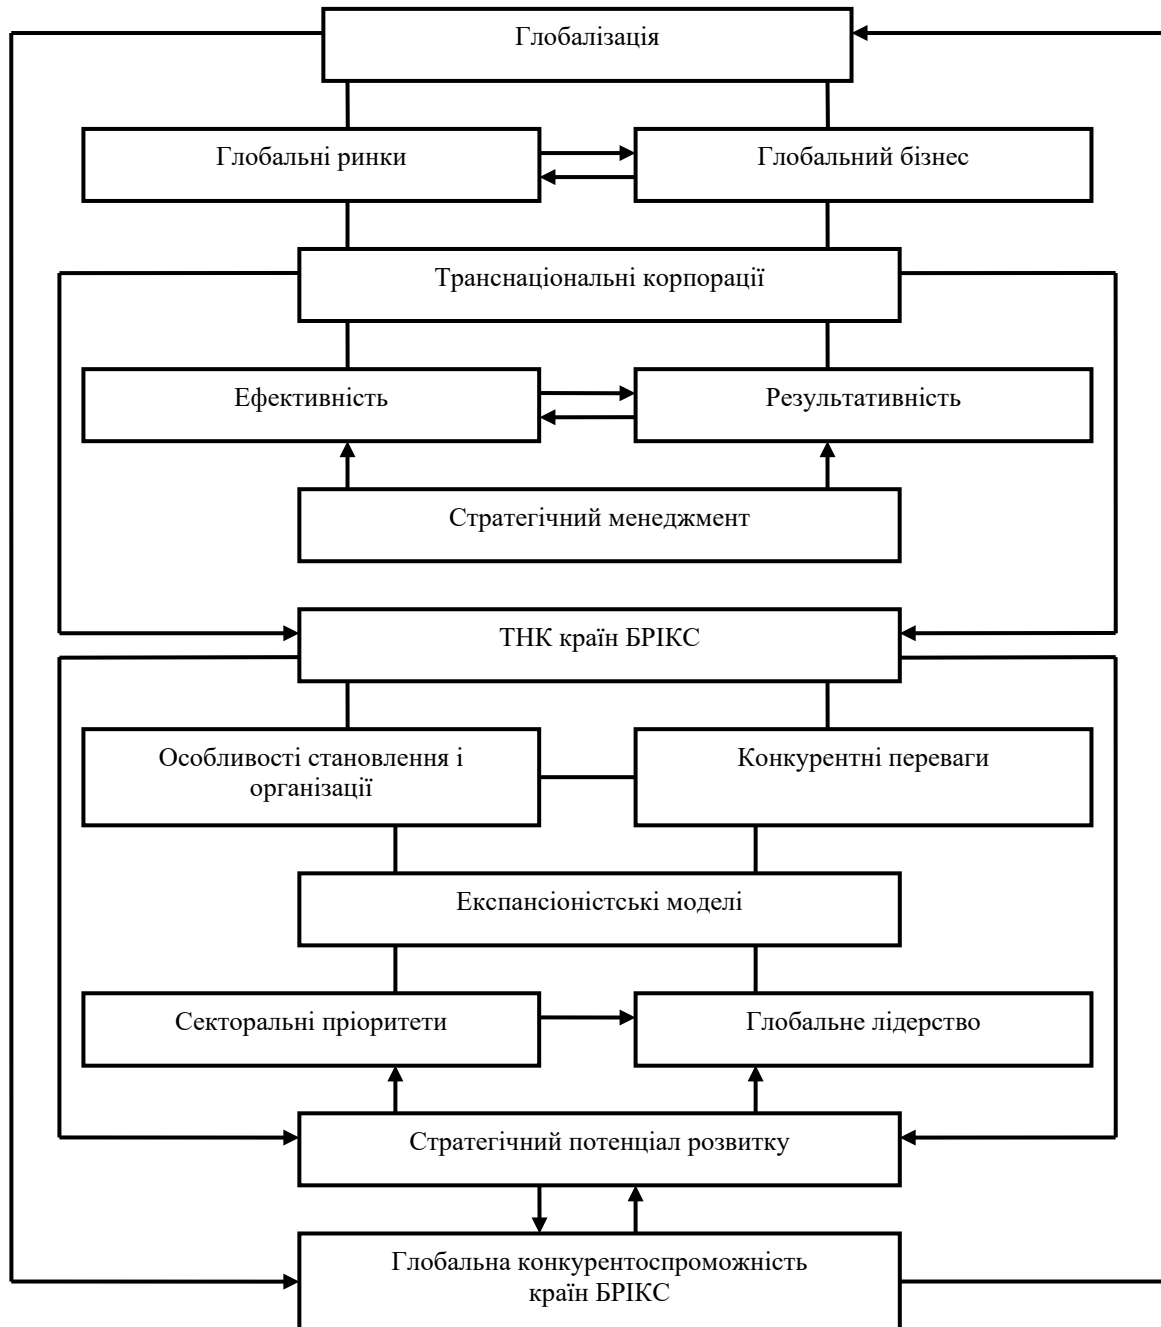 Глобалізація
Глобальні ринки
Глобальний бізнес
Транснаціональні корпорації
Ефективність
Результативність
Стратегічний менеджмент
ТНК країн БРІКС
Особливості становлення і
організації
Конкурентні переваги
Експансіоністські моделі
Секторальні пріоритети
Глобальне лідерство
Стратегічний потенціал розвитку
Глобальна конкурентоспроможність
країн БРІКС